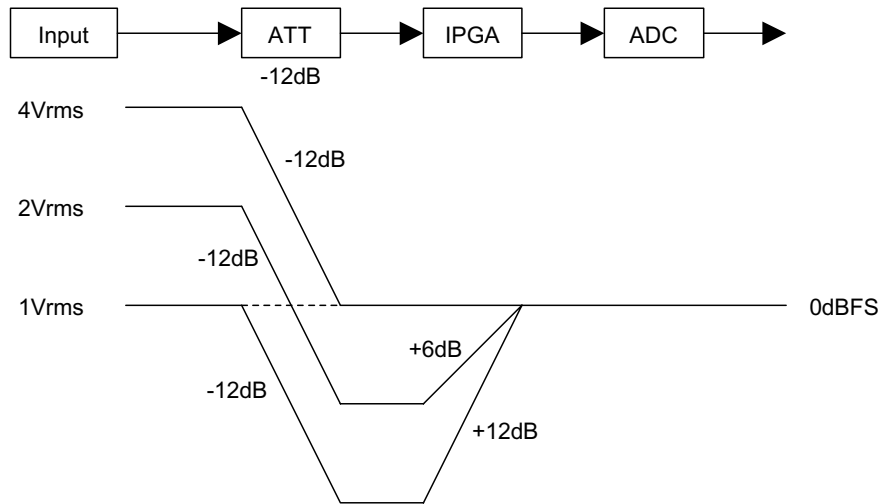 Input
ATT
IPGA
ADC
-12dB
4Vrms
-12dB
2Vrms
-12dB
1Vrms
0dBFS
+6dB
-12dB
+12dB